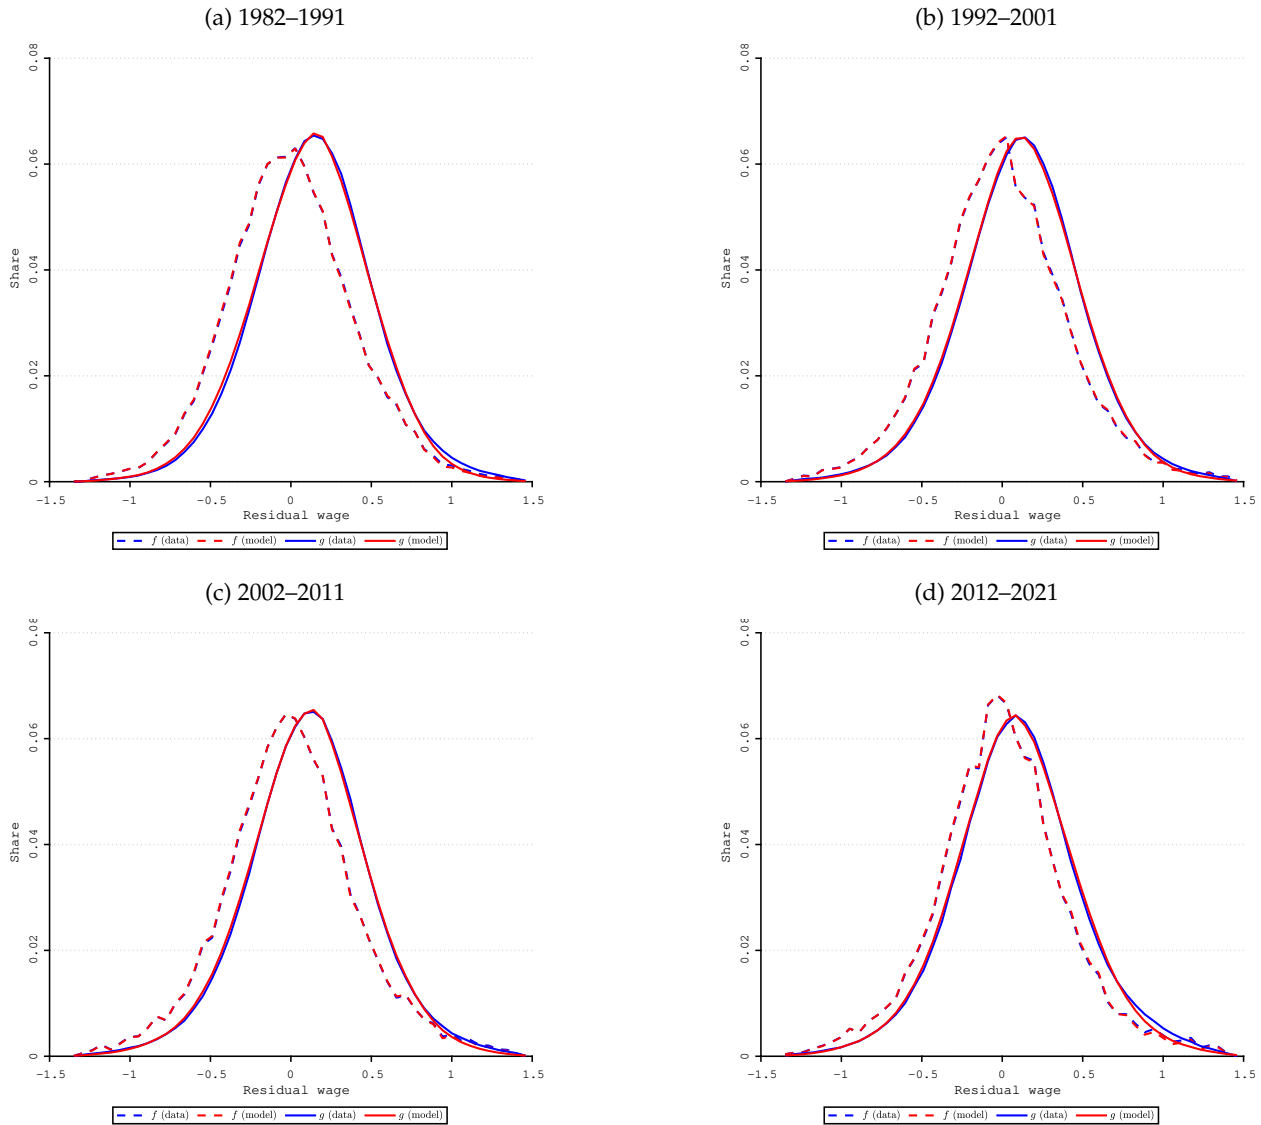 (a) 1982–1991
0 0.02 0.04 0.06 0.08
Share
−1.5 −1 −0.5 0 0.5 1 1.5
Residual wage
f (data) f (model) g (data) g (model)
(b) 1992–2001
0 0.02 0.04 0.06 0.08
Share
−1.5 −1 −0.5 0 0.5 1 1.5
Residual wage
f (data) f (model) g (data) g (model)
(c) 2002–2011
0 0.02 0.04 0.06 0.08
Share
−1.5 −1 −0.5 0 0.5 1 1.5
Residual wage
f (data) f (model) g (data) g (model)
(d) 2012–2021
0 0.02 0.04 0.06 0.08
Share
−1.5 −1 −0.5 0 0.5 1 1.5
Residual wage
f (data) f (model) g (data) g (model)